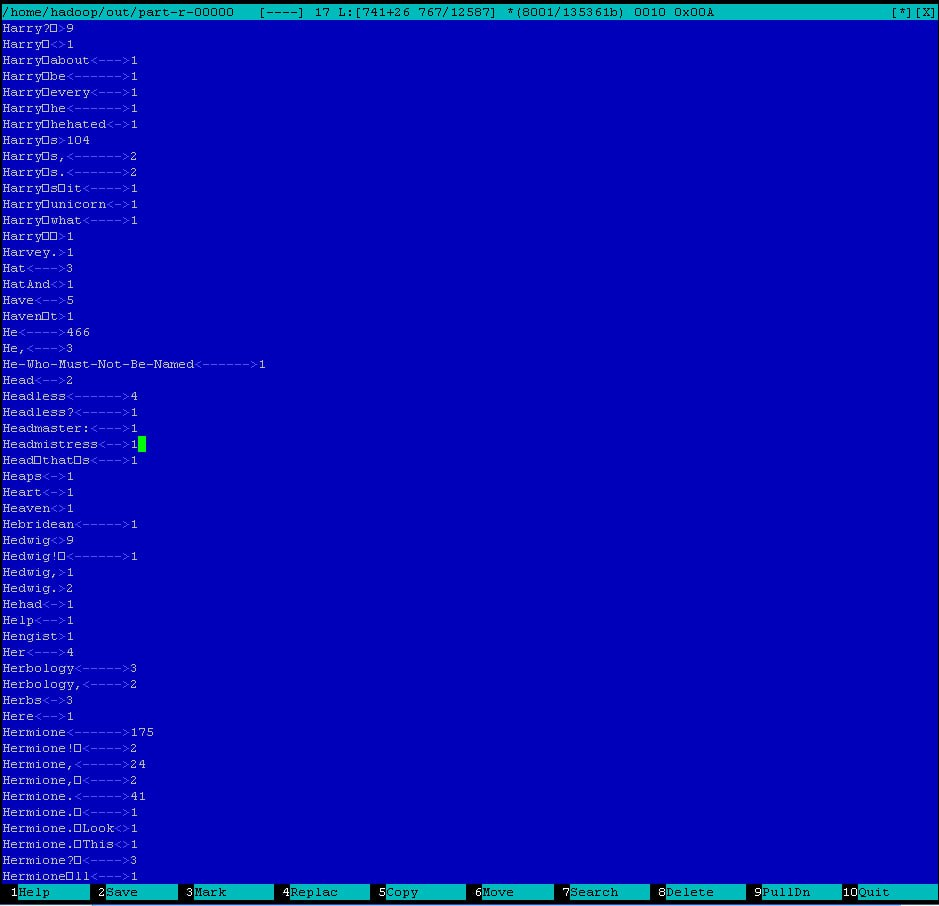 /home/hadoop/out/part-r-00000 [----] 17 L:[741+26 767/12587] *(8001/135361b) 0010 0x00A [*][X]
Harry?□>9
Harry□<>1
Harry□about<--->1
Harry□be<------>1
Harry□every<--->1
Harry□he<------>1
Harry□hehated<->1
Harry□s>104
Harry□s,<------>2
Harry□s.<------>2
Harry□s□it<---->1
Harry□unicorn<->1
Harry□what<---->1
Harry□□>1
Harvey.>1
Hat<--->3
HatAnd<>1
Have<-->5
Haven□t>1
He<---->466
He,<--->3
He-Who-Must-Not-Be-Named<------>1
Head<-->2
Headless<------>4
Headless?<----->1
Headmaster:<--->1
Headmistress<-->1
Head□that□s<--->1
Heaps<->1
Heart<->1
Heaven<>1
Hebridean<----->1
Hedwig<>9
Hedwig!□<------>1
Hedwig,>1
Hedwig.>2
Hehad<->1
Help<-->1
Hengist>1
Her<--->4
Herbology<----->3
Herbology,<---->2
Herbs<->3
Here<-->1
Hermione<------>175
Hermione!□<---->2
Hermione,<----->24
Hermione,□<---->2
Hermione.<----->41
Hermione.□<---->1
Hermione.□Look<>1
Hermione.□This<>1
Hermione?□<---->3
Hermione□ll<--->1
1Help 2Save 3Mark 4Replac 5Copy 6Move 7Search 8Delete 9PullDn 10Quit